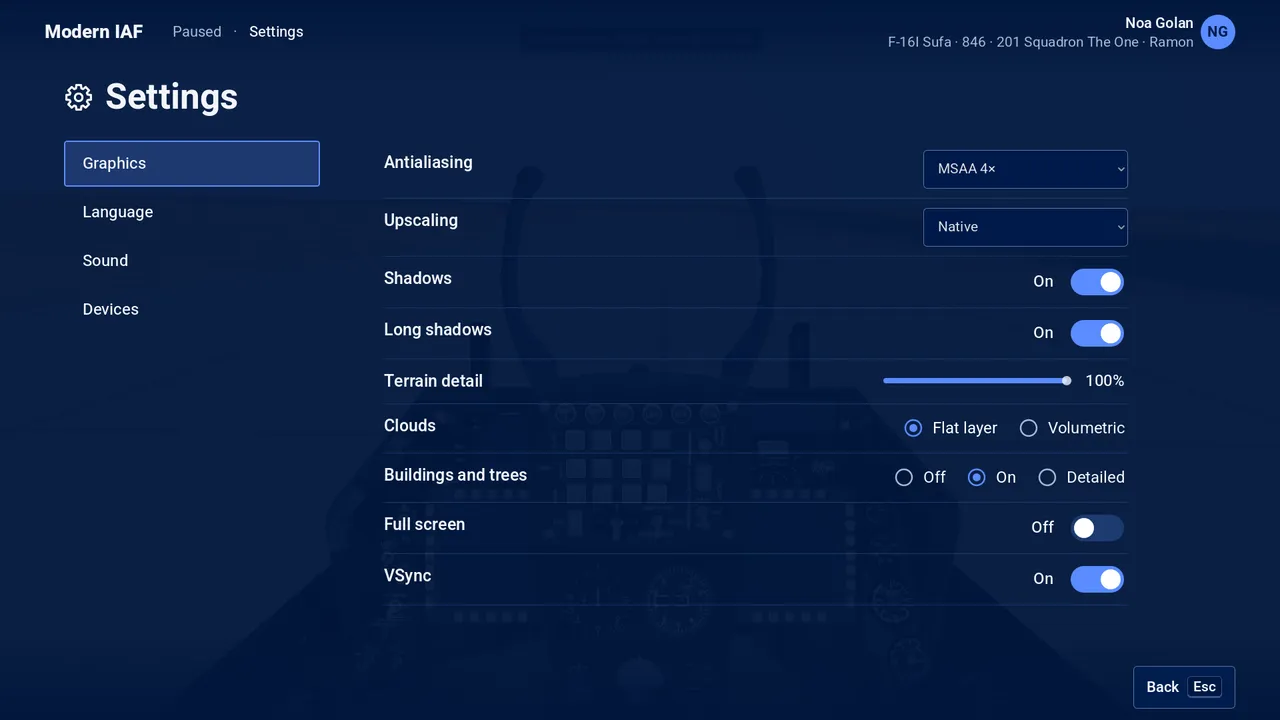 Modern IAF
Paused · Settings
Noa Golan
F-16I Sufa · 846 · 201 Squadron The One · Ramon
NG
Settings
Graphics
Language
Sound
Devices
Antialiasing
MSAA 4×
Upscaling
Native
Shadows
On
Long shadows
On
Terrain detail
100%
Clouds
Flat layer
Volumetric
Buildings and trees
Off
On
Detailed
Full screen
Off
VSync
On
Back Esc